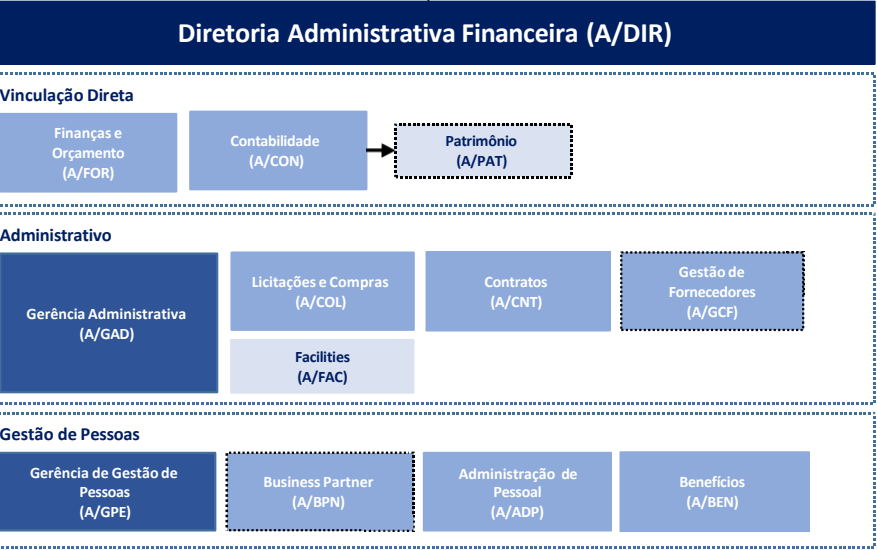 Diretoria Administrativa Financeira (A/DIR)
Vinculação Direta
Finanças e
Orçamento
(A/FOR)
Contabilidade
(A/CON)
Patrimônio
(A/PAT)
Administrativo
Gerência Administrativa
(A/GAD)
Licitações e Compras
(A/COL)
Contratos
(A/CNT)
Gestão de
Fornecedores
(A/GCF)
Facilities
(A/FAC)
Gestão de Pessoas
Gerência de Gestão de
Pessoas
(A/GPE)
Business Partner
(A/BPN)
Administração de
Pessoal
(A/ADP)
Benefícios
(A/BEN)